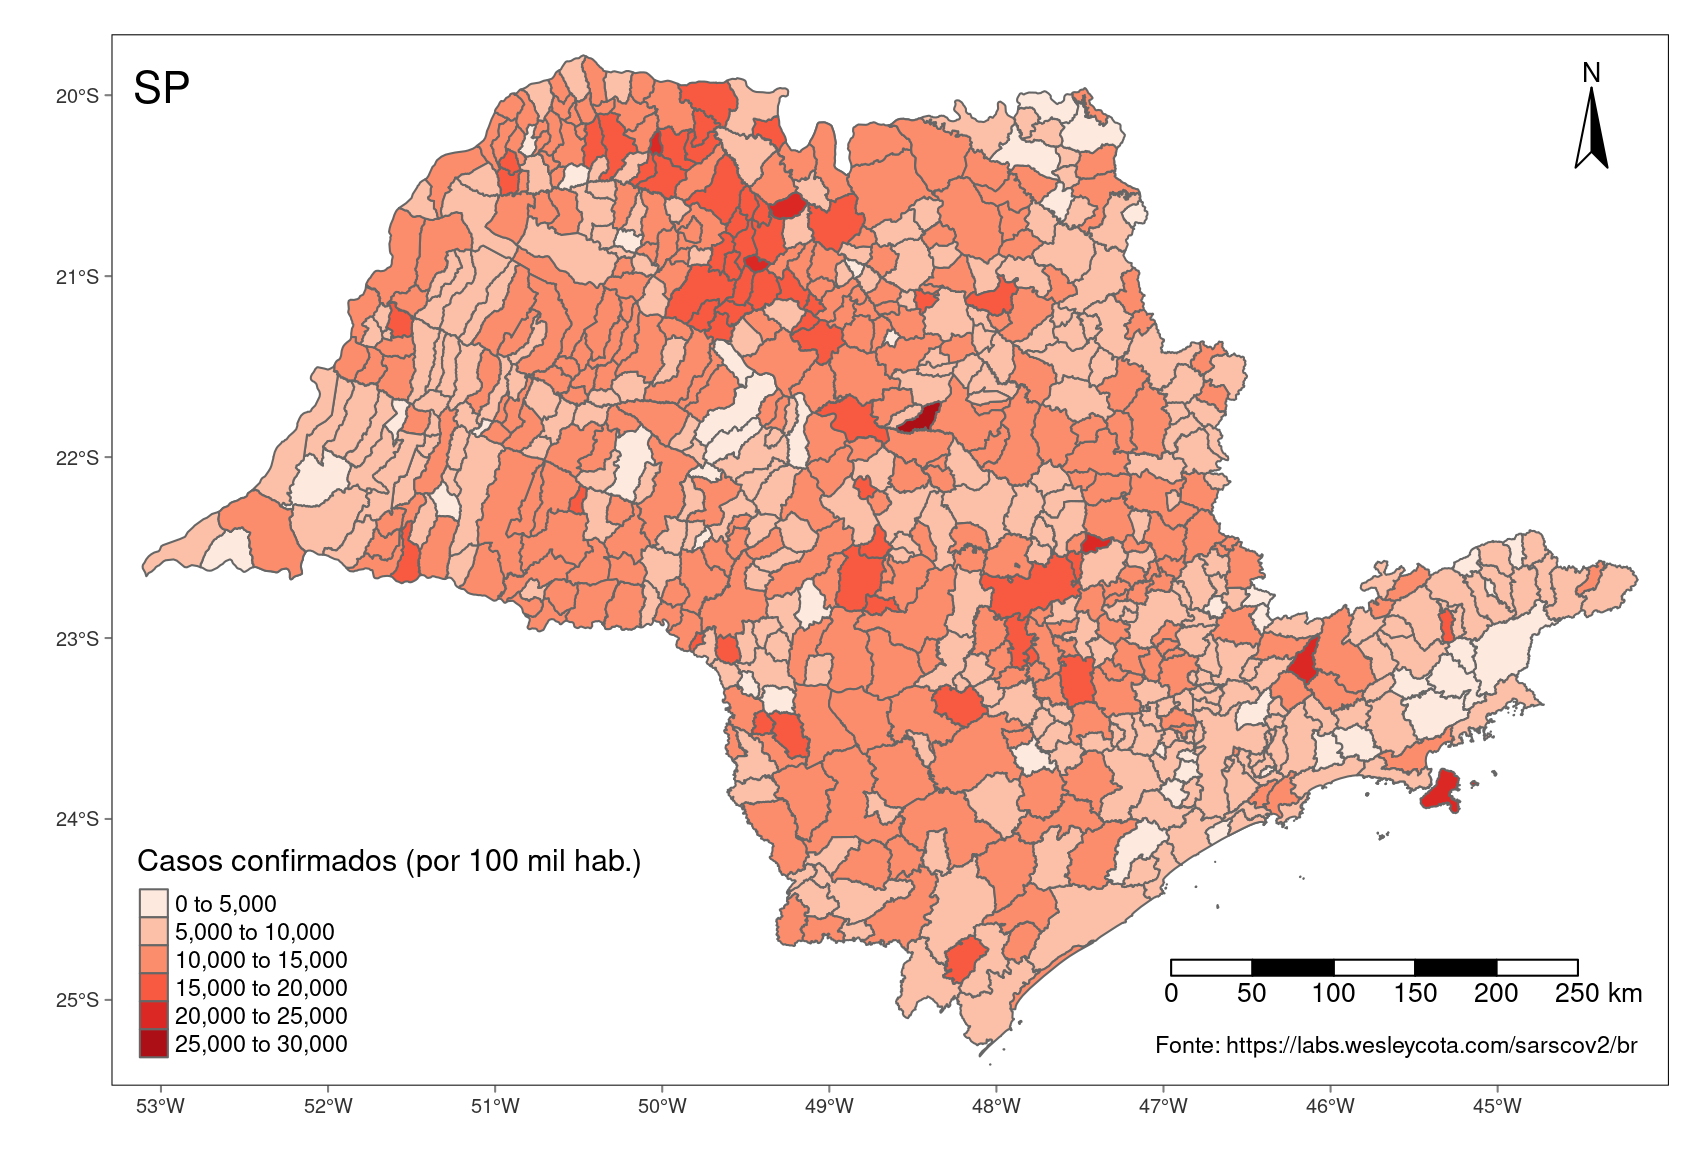 SP
N
20°S
21°S
22°S
23°S
24°S
25°S
Casos confirmados (por 100 mil hab.)
0 to 5,000
5,000 to 10,000
10,000 to 15,000
15,000 to 20,000
20,000 to 25,000
25,000 to 30,000
0 50 100 150 200 250 km
Fonte: https://labs.wesleycota.com/sarscov2/br
53°W 52°W 51°W 50°W 49°W 48°W 47°W 46°W 45°W